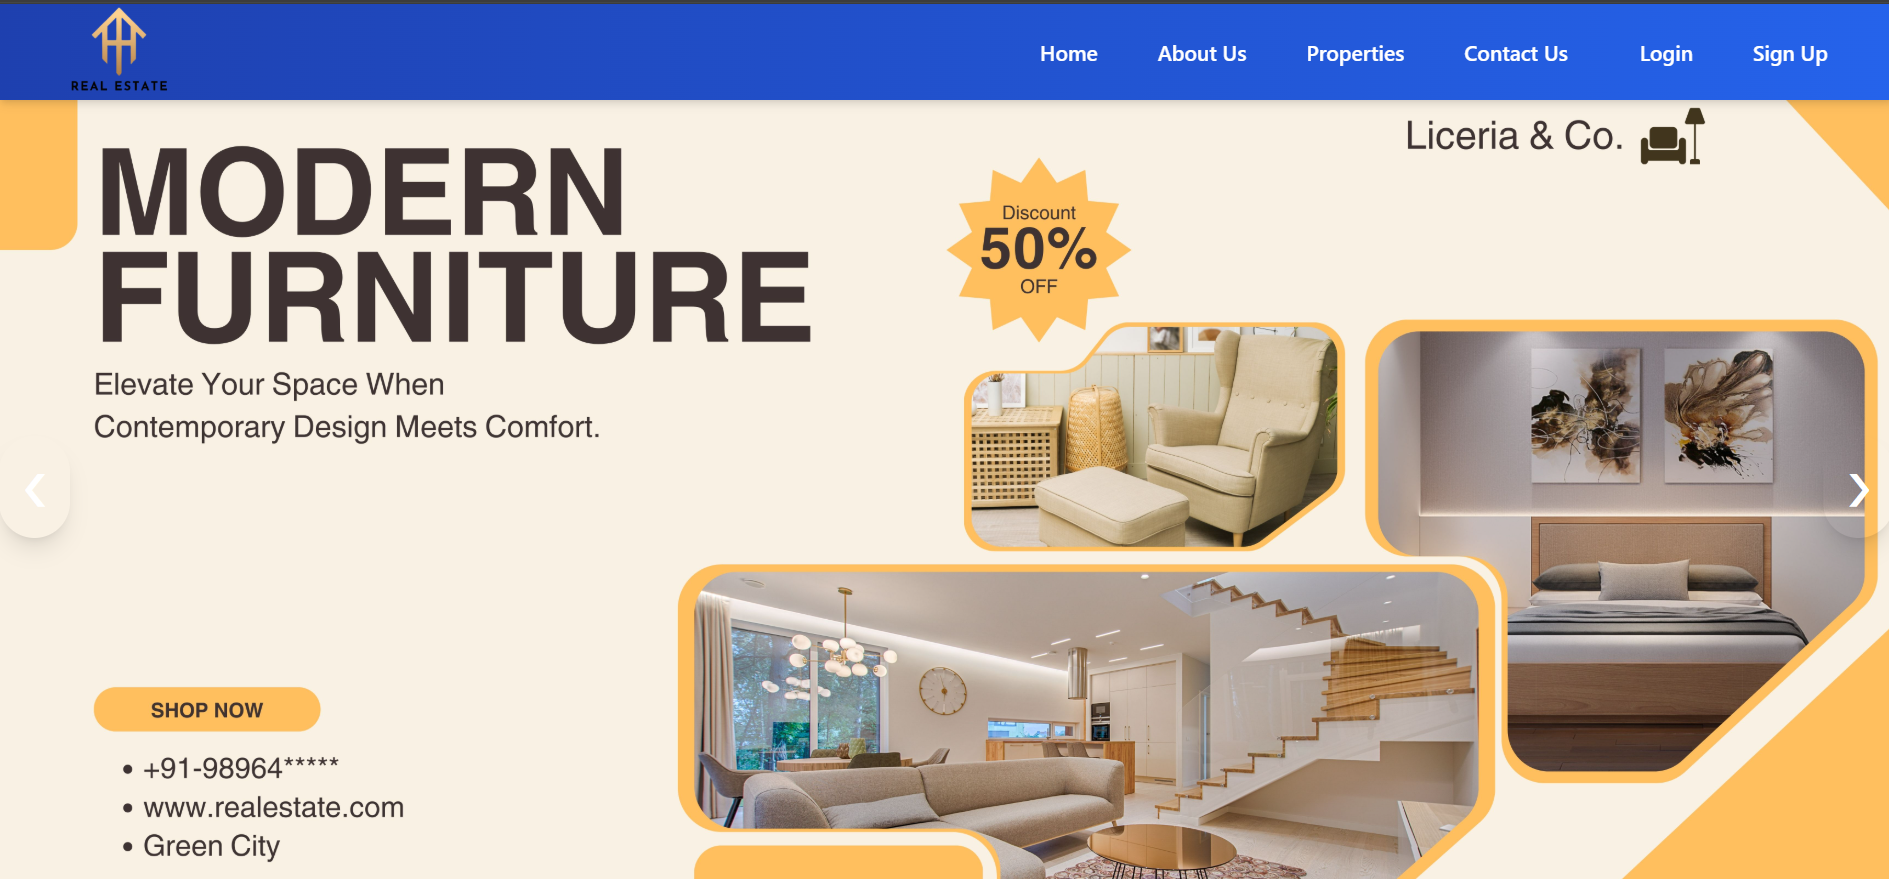 REAL ESTATE
Home About Us Properties Contact Us Login Sign Up
Liceria & Co.
MODERN
FURNITURE
Discount
50%
OFF
Elevate Your Space When
Contemporary Design Meets Comfort.
SHOP NOW
• +91-98964*****
• www.realestate.com
• Green City